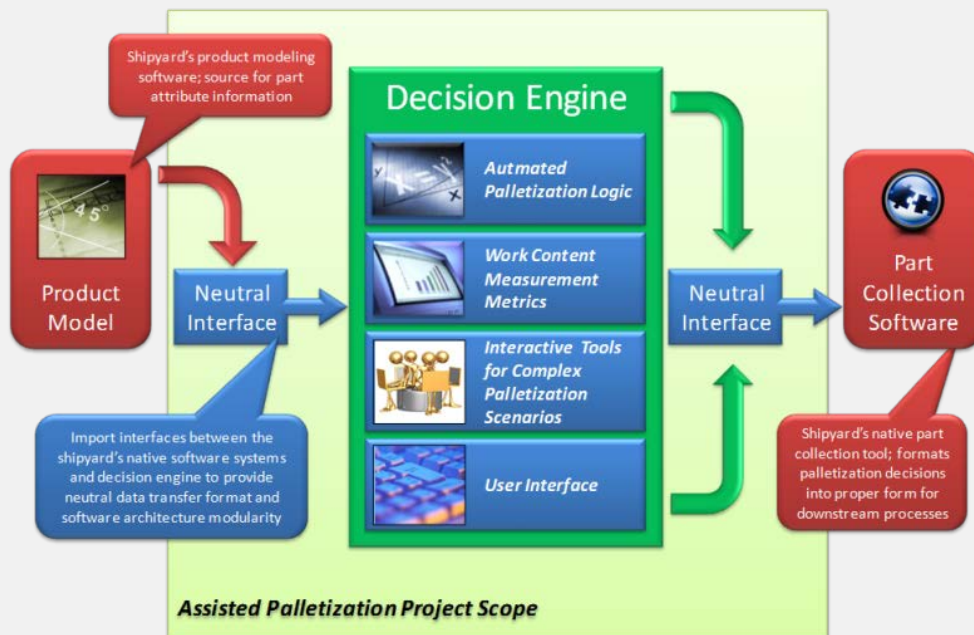 Shipyard's product modeling
software; source for part
attribute information
Product
Model
Neutral
Interface
Import interfaces between the
shipyard's native software systems
and decision engine to provide
neutral data transfer format and
software architecture modularity
Decision Engine
Autmated
Palletization Logic
Work Content
Measurement
Metrics
Interactive Tools
for Complex
Palletization
Scenarios
User Interface
Neutral
Interface
Part
Collection
Software
Shipyard's native part
collection tool; formats
palletization decisions
into proper form for
downstream processes
Assisted Palletization Project Scope
45°
y
X=y²
x